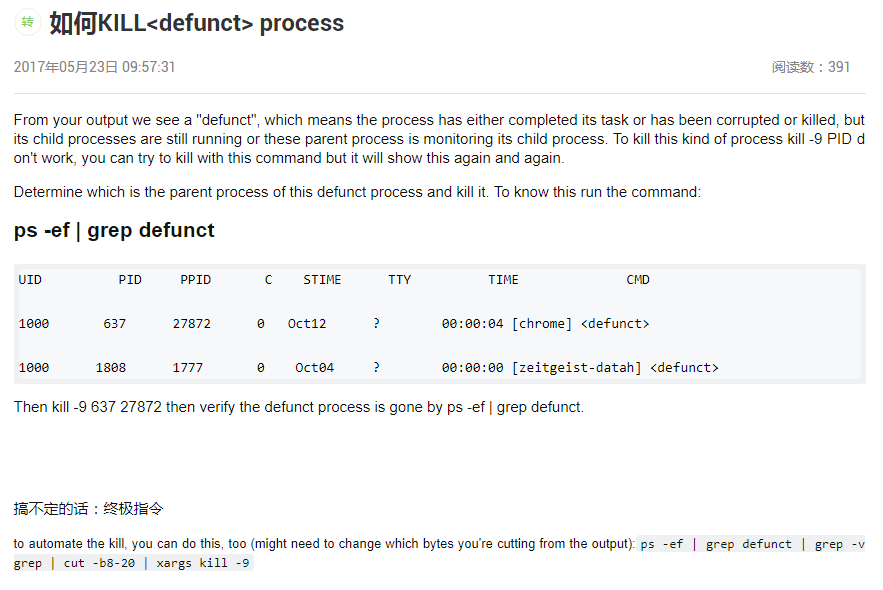 转 如何KILL<defunct> process
2017年05月23日 09:57:31 阅读数：391
From your output we see a "defunct", which means the process has either completed its task or has been corrupted or killed, but
its child processes are still running or these parent process is monitoring its child process. To kill this kind of process kill -9 PID d
on't work, you can try to kill with this command but it will show this again and again.
Determine which is the parent process of this defunct process and kill it. To know this run the command:
ps -ef | grep defunct
UID PID PPID C STIME TTY TIME CMD
1000 637 27872 0 Oct12 ? 00:00:04 [chrome] <defunct>
1000 1808 1777 0 Oct04 ? 00:00:00 [zeitgeist-datah] <defunct>
Then kill -9 637 27872 then verify the defunct process is gone by ps -ef | grep defunct.
搞不定的话：终极指令
to automate the kill, you can do this, too (might need to change which bytes you're cutting from the output): ps -ef | grep defunct | grep -v
grep | cut -b8-20 | xargs kill -9